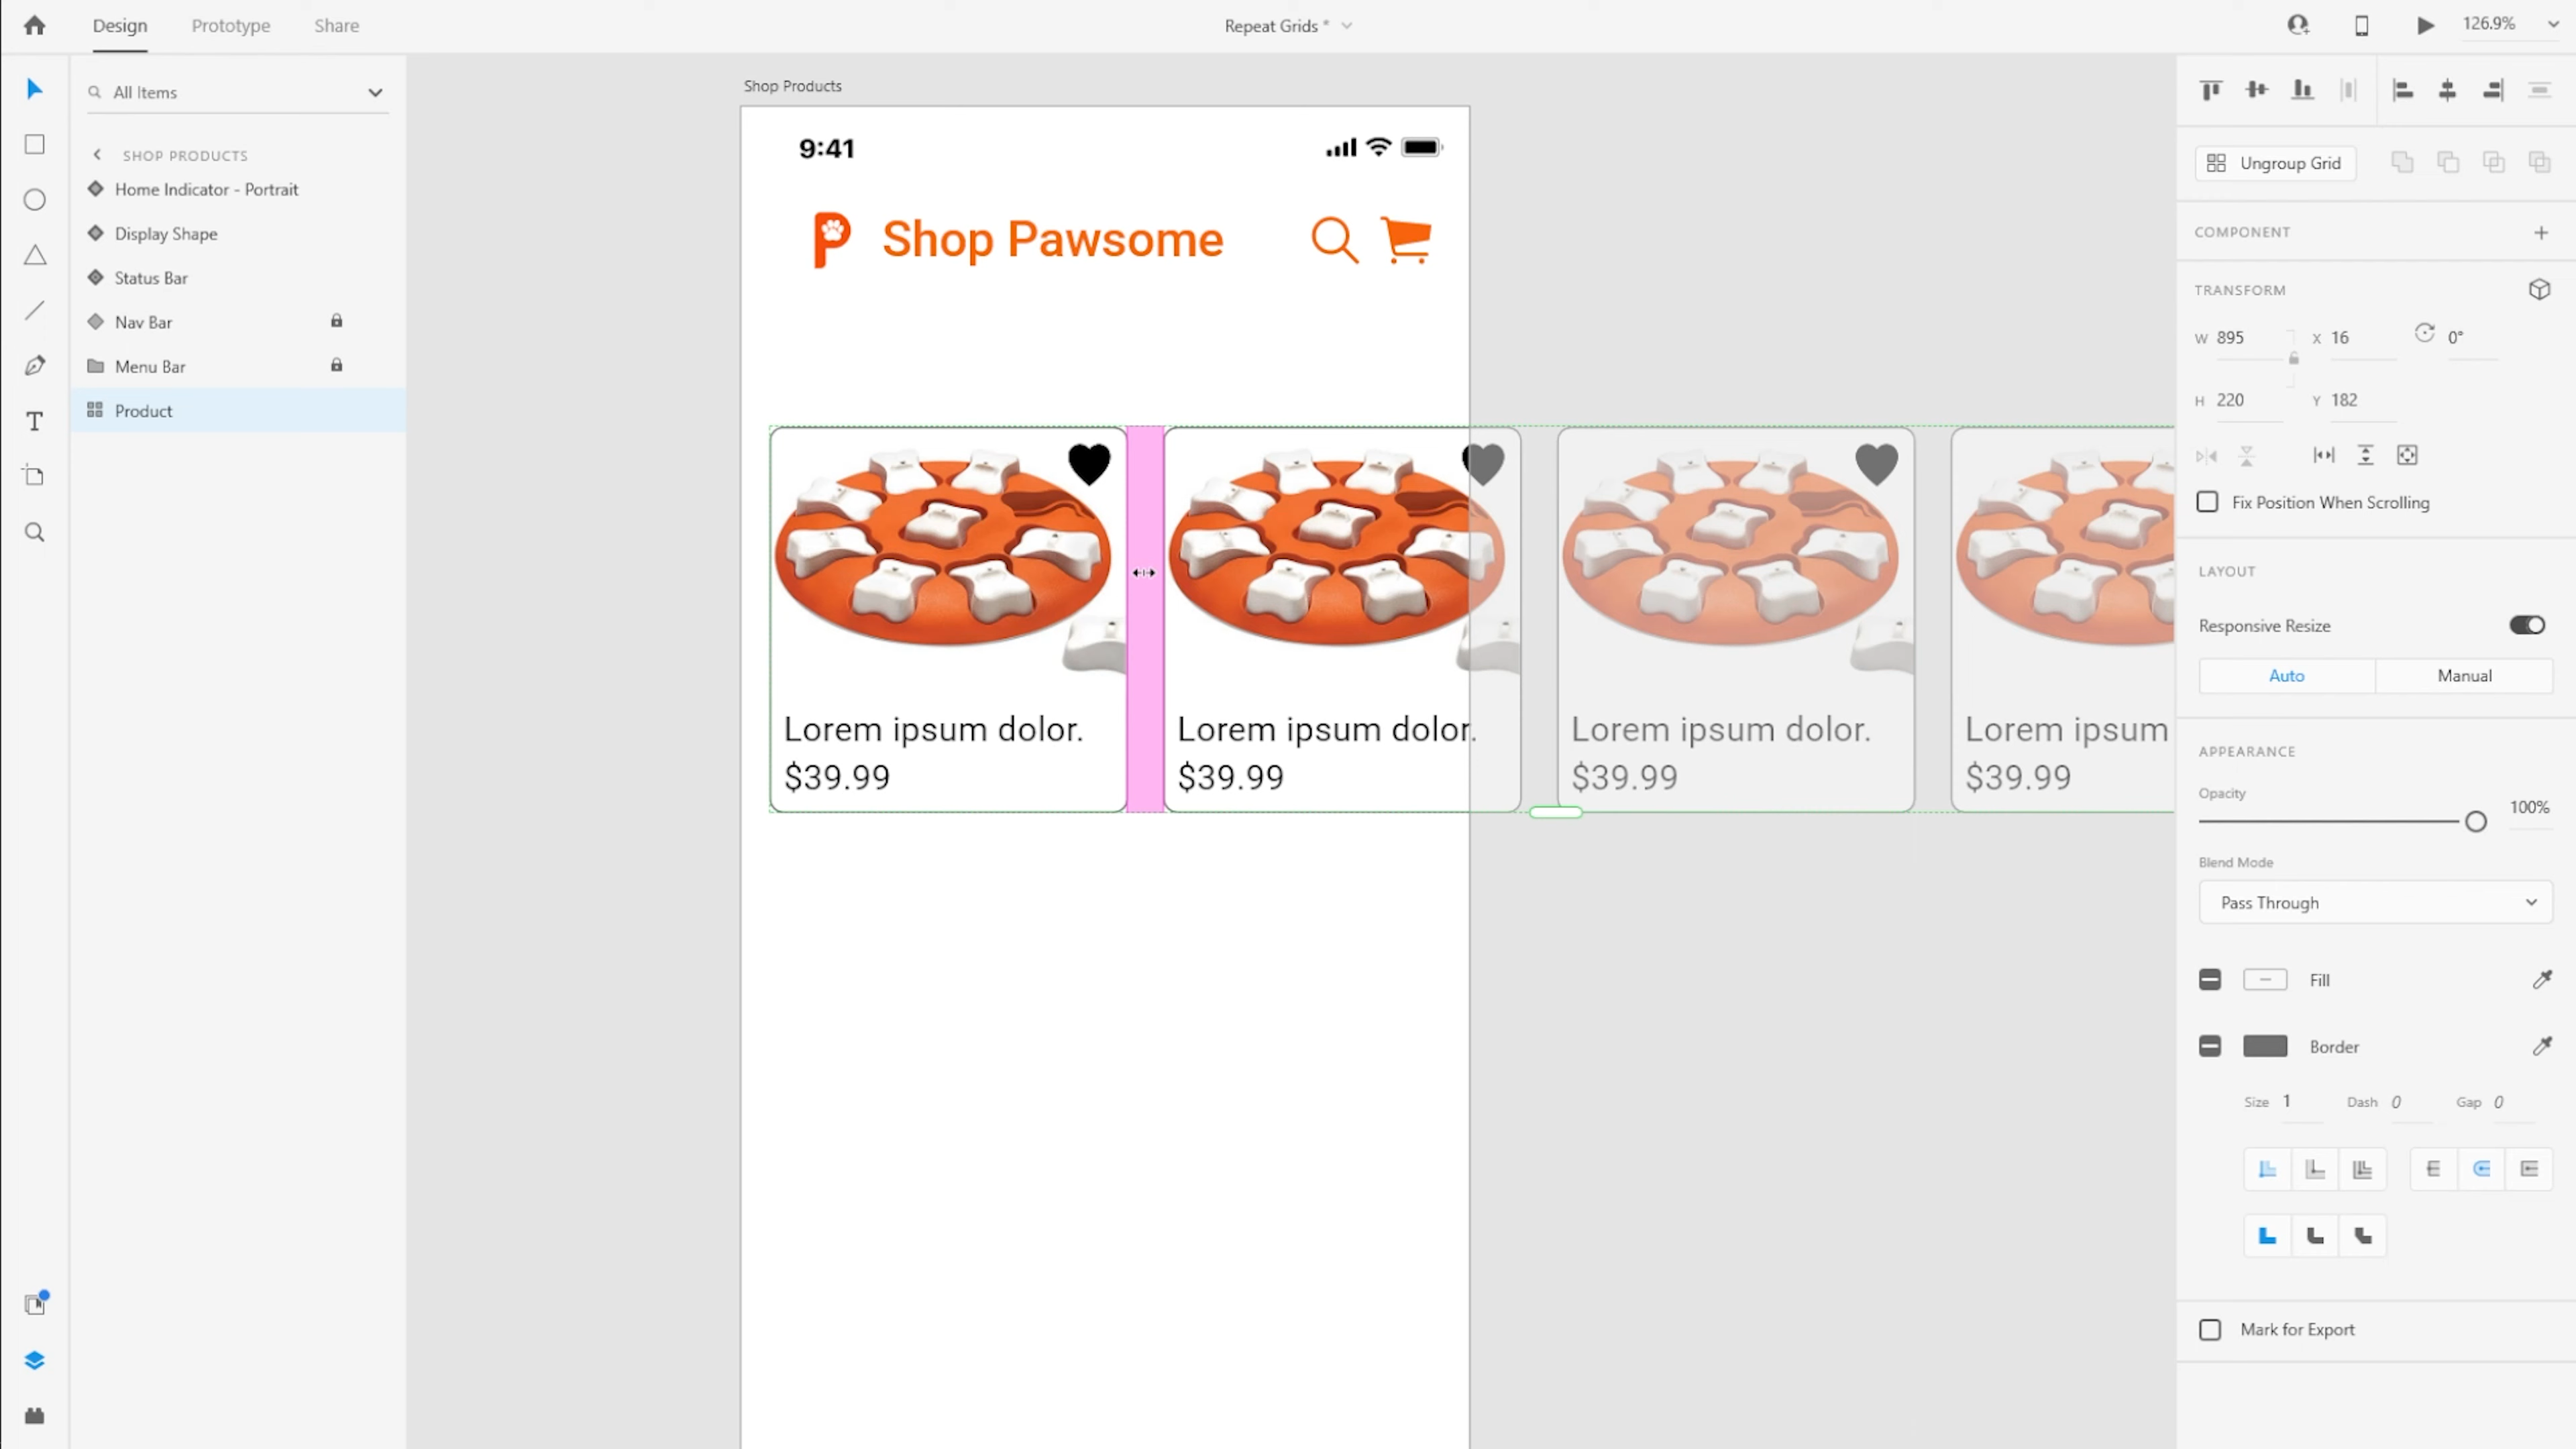 Design Prototype Share Repeat Grids * 126.9%
All Items
SHOP PRODUCTS
Home Indicator - Portrait
Display Shape
Status Bar
Nav Bar
Menu Bar
Product
Shop Products
9:41
P Shop Pawsome
Lorem ipsum dolor. Lorem ipsum dolor. Lorem ipsum dolor. Lorem ipsum
$39.99 $39.99 $39.99 $39.99
Ungroup Grid
COMPONENT
TRANSFORM
W 895 X 16 0°
H 220 Y 182
Fix Position When Scrolling
LAYOUT
Responsive Resize
Auto Manual
APPEARANCE
Opacity
100%
Blend Mode
Pass Through
Fill
Border
Size 1 Dash 0 Gap 0
Mark for Export